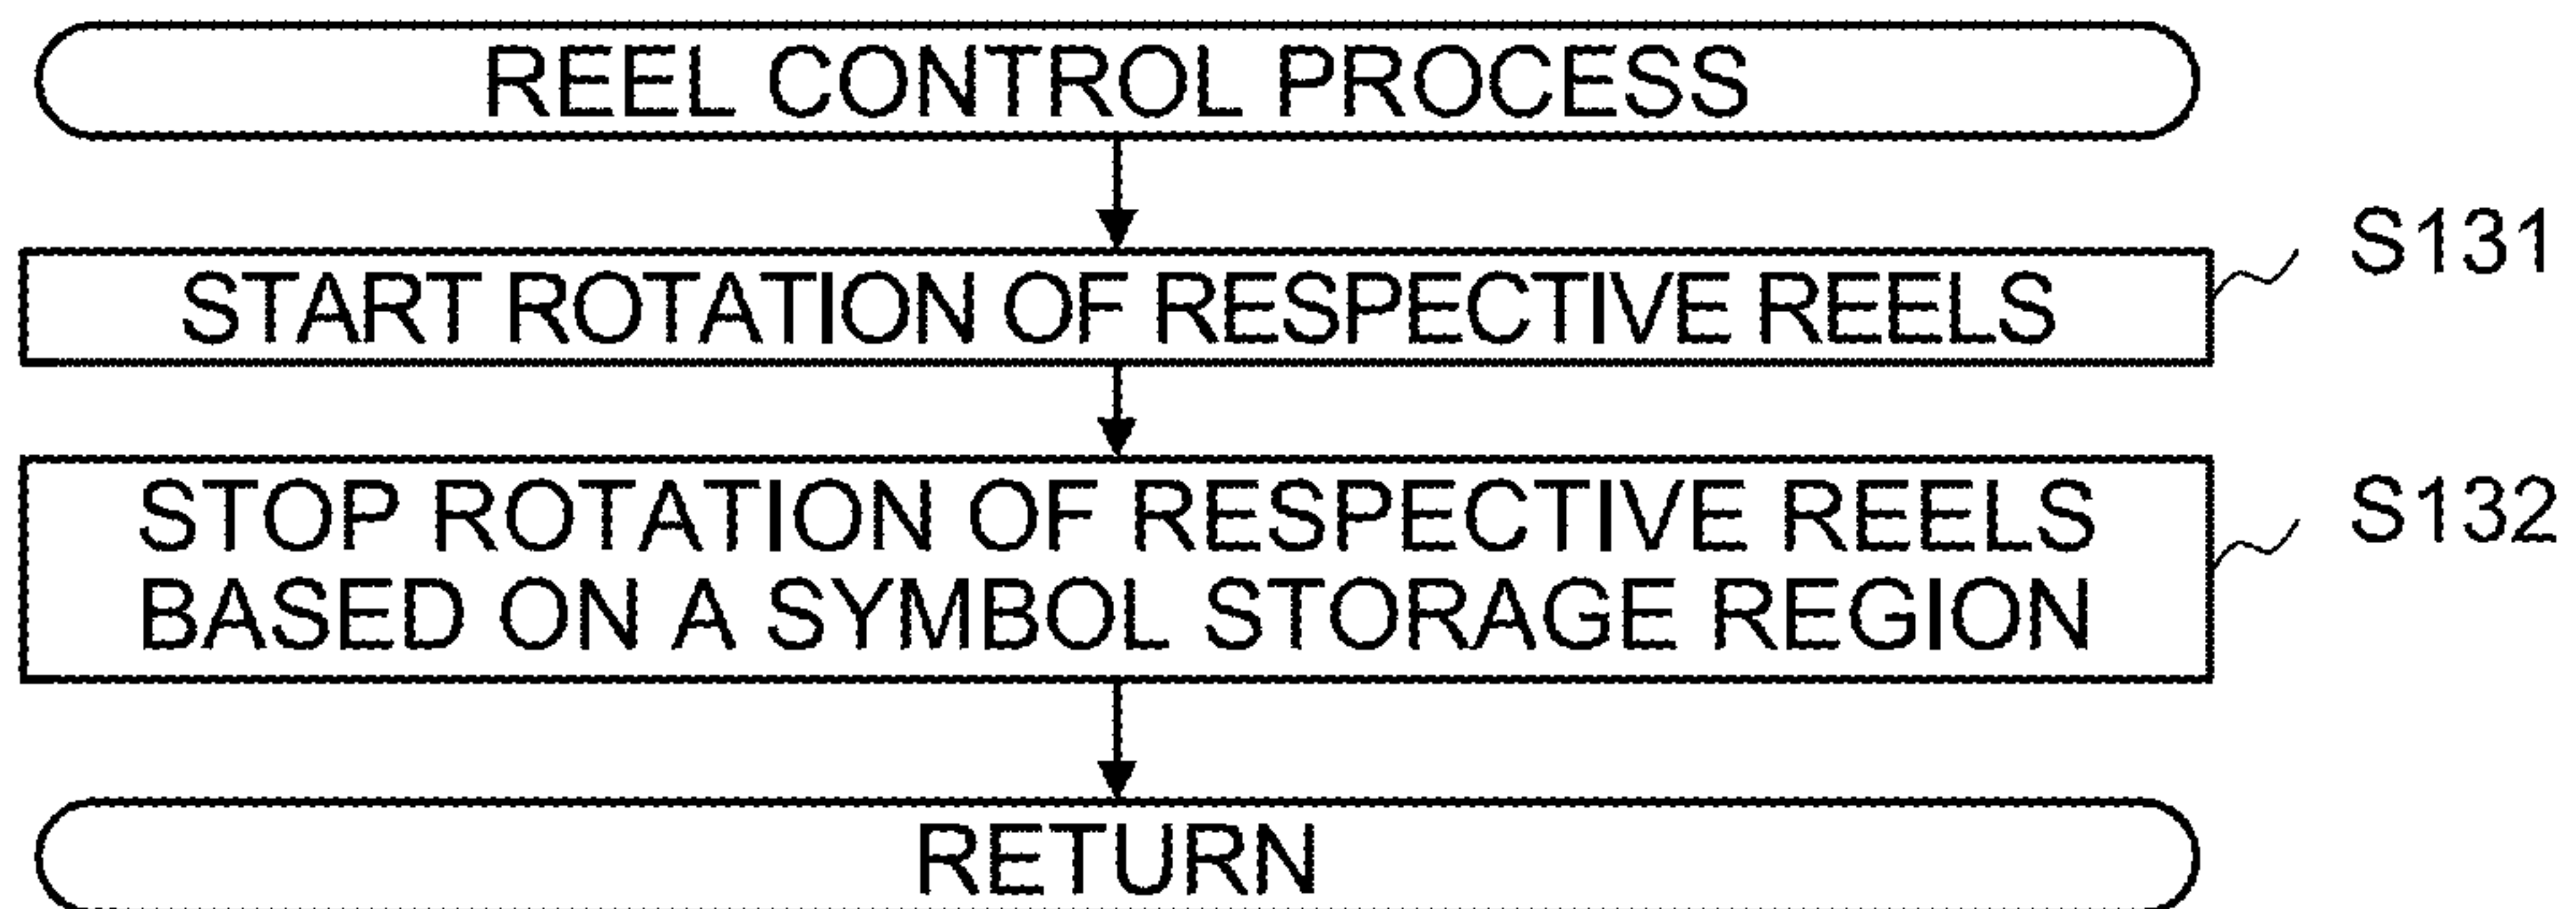 REEL CONTROL PROCESS
S131
START ROTATION OF RESPECTIVE REELS
S132
STOP ROTATION OF RESPECTIVE REELS
BASED ON A SYMBOL STORAGE REGION
RETURN